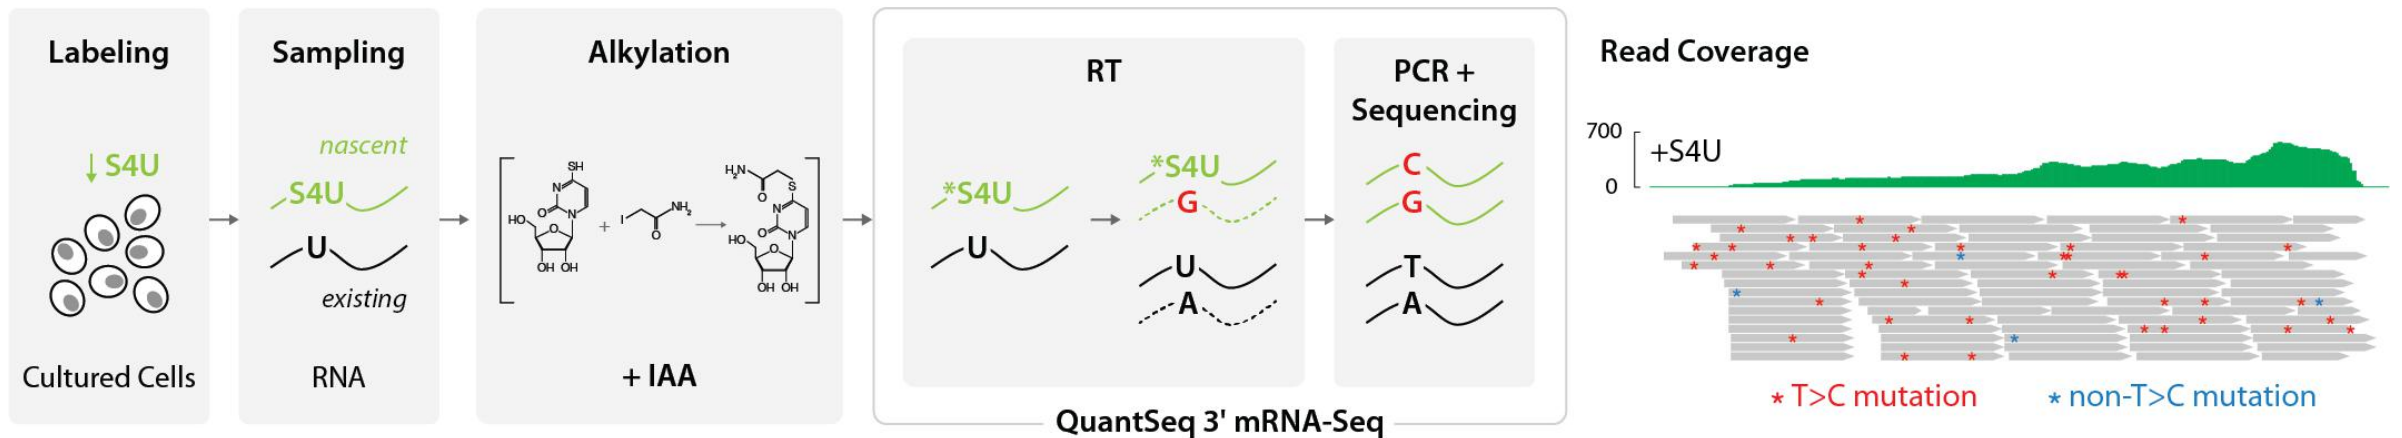 Labeling
↓ S4U
Cultured Cells
Sampling
nascent
S4U
U
existing
RNA
Alkylation
SH
N
O
N
HO
O
OH OH
+
I
NH2
O
H2N
O
S
N
O
N
HO
O
OH OH
+ IAA
RT
*S4U
U
*S4U
G
U
A
PCR +
Sequencing
C
G
T
A
QuantSeq 3' mRNA-Seq
Read Coverage
700
+S4U
0
* T>C mutation
* non-T>C mutation